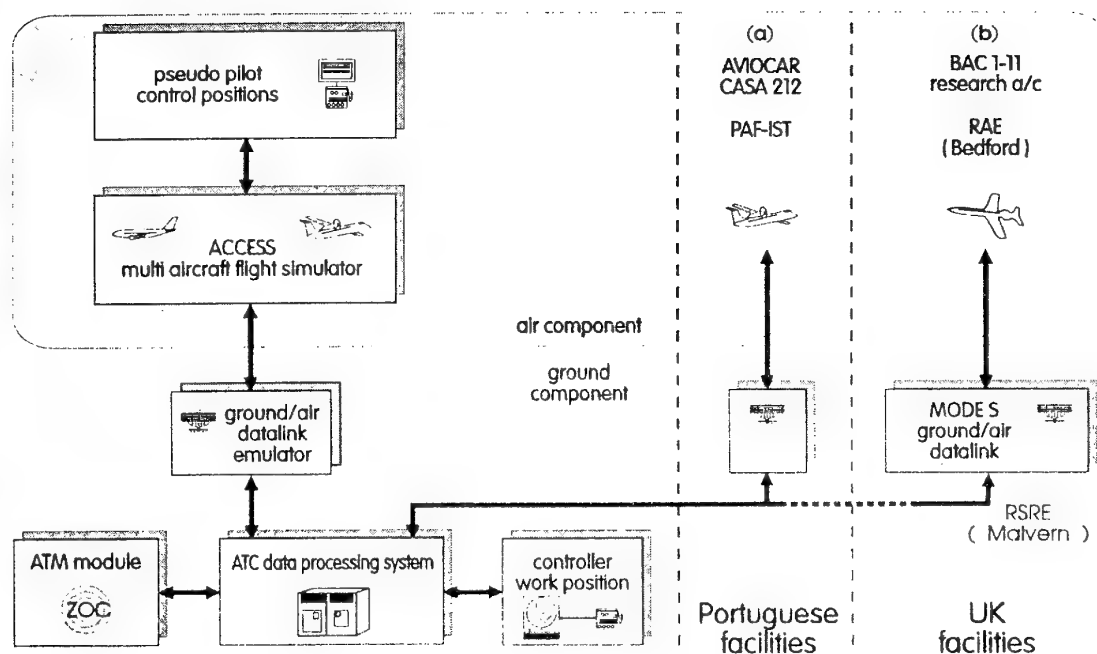 pseudo pilot
control positions
ACCESS
multi aircraft flight simulator
air component
ground
component
ground/air
datalink
emulator
ATM module
ZOC
ATC data processing system
controller
work position
(a)
AVIOCAR
CASA 212
PAF-IST
Portuguese
facilities
(b)
BAC 1-11
research a/c
RAE
(Bedford)
MODE S
ground/air
datalink
RSRE
( Malvern )
UK
facilities